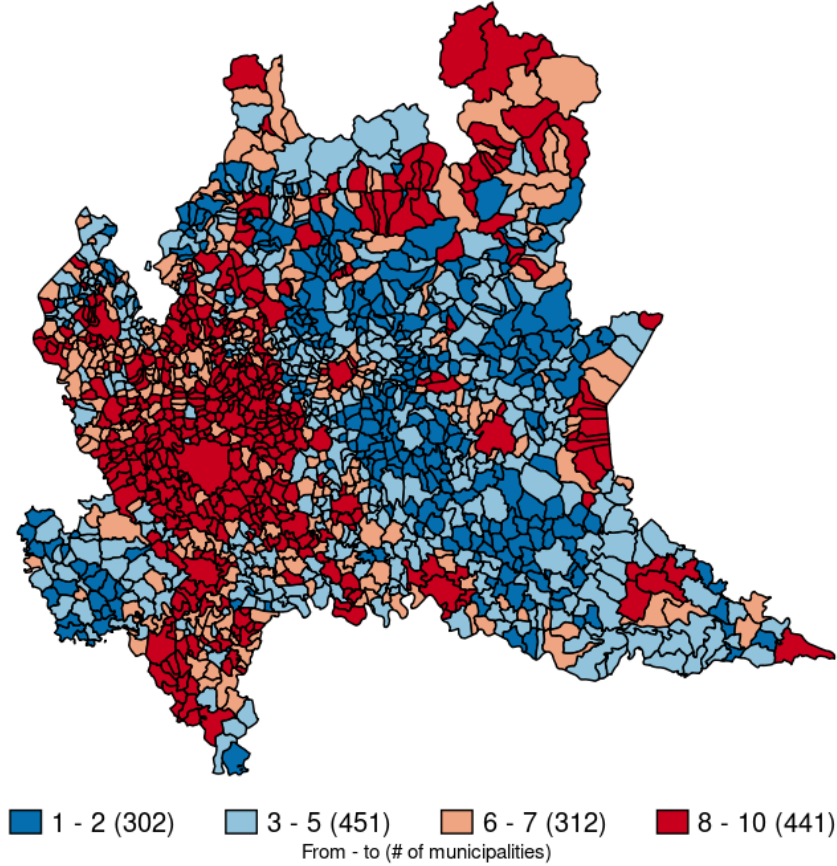 1 - 2 (302) 3 - 5 (451) 6 - 7 (312) 8 - 10 (441)
From - to (# of municipalities)